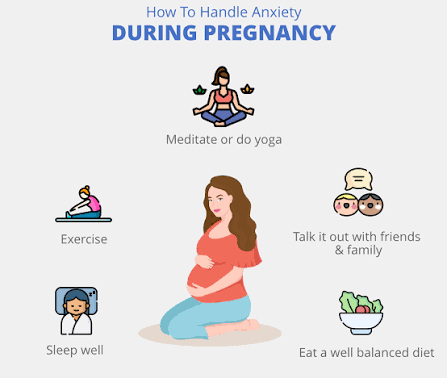 How To Handle Anxiety
DURING PREGNANCY
Meditate or do yoga
Exercise
Talk it out with friends
& family
Sleep well
Eat a well balanced diet